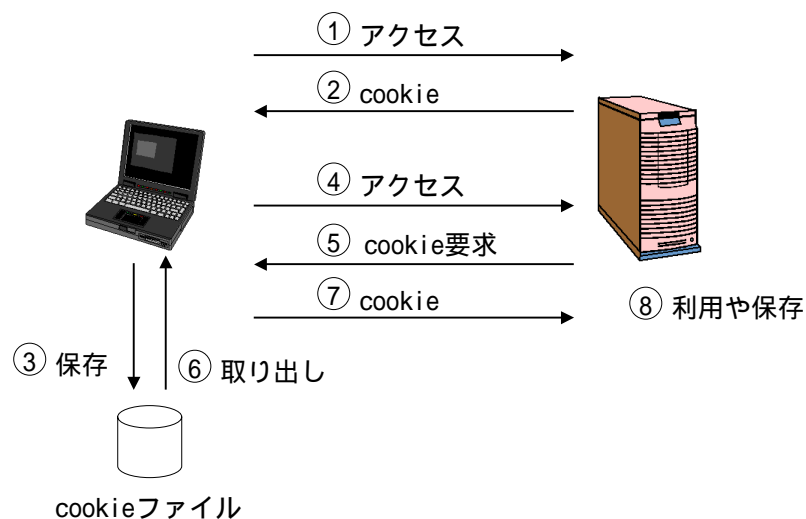 ① アクセス
② cookie
④ アクセス
⑤ cookie要求
⑦ cookie
⑧ 利用や保存
③ 保存
⑥ 取り出し
cookieファイル